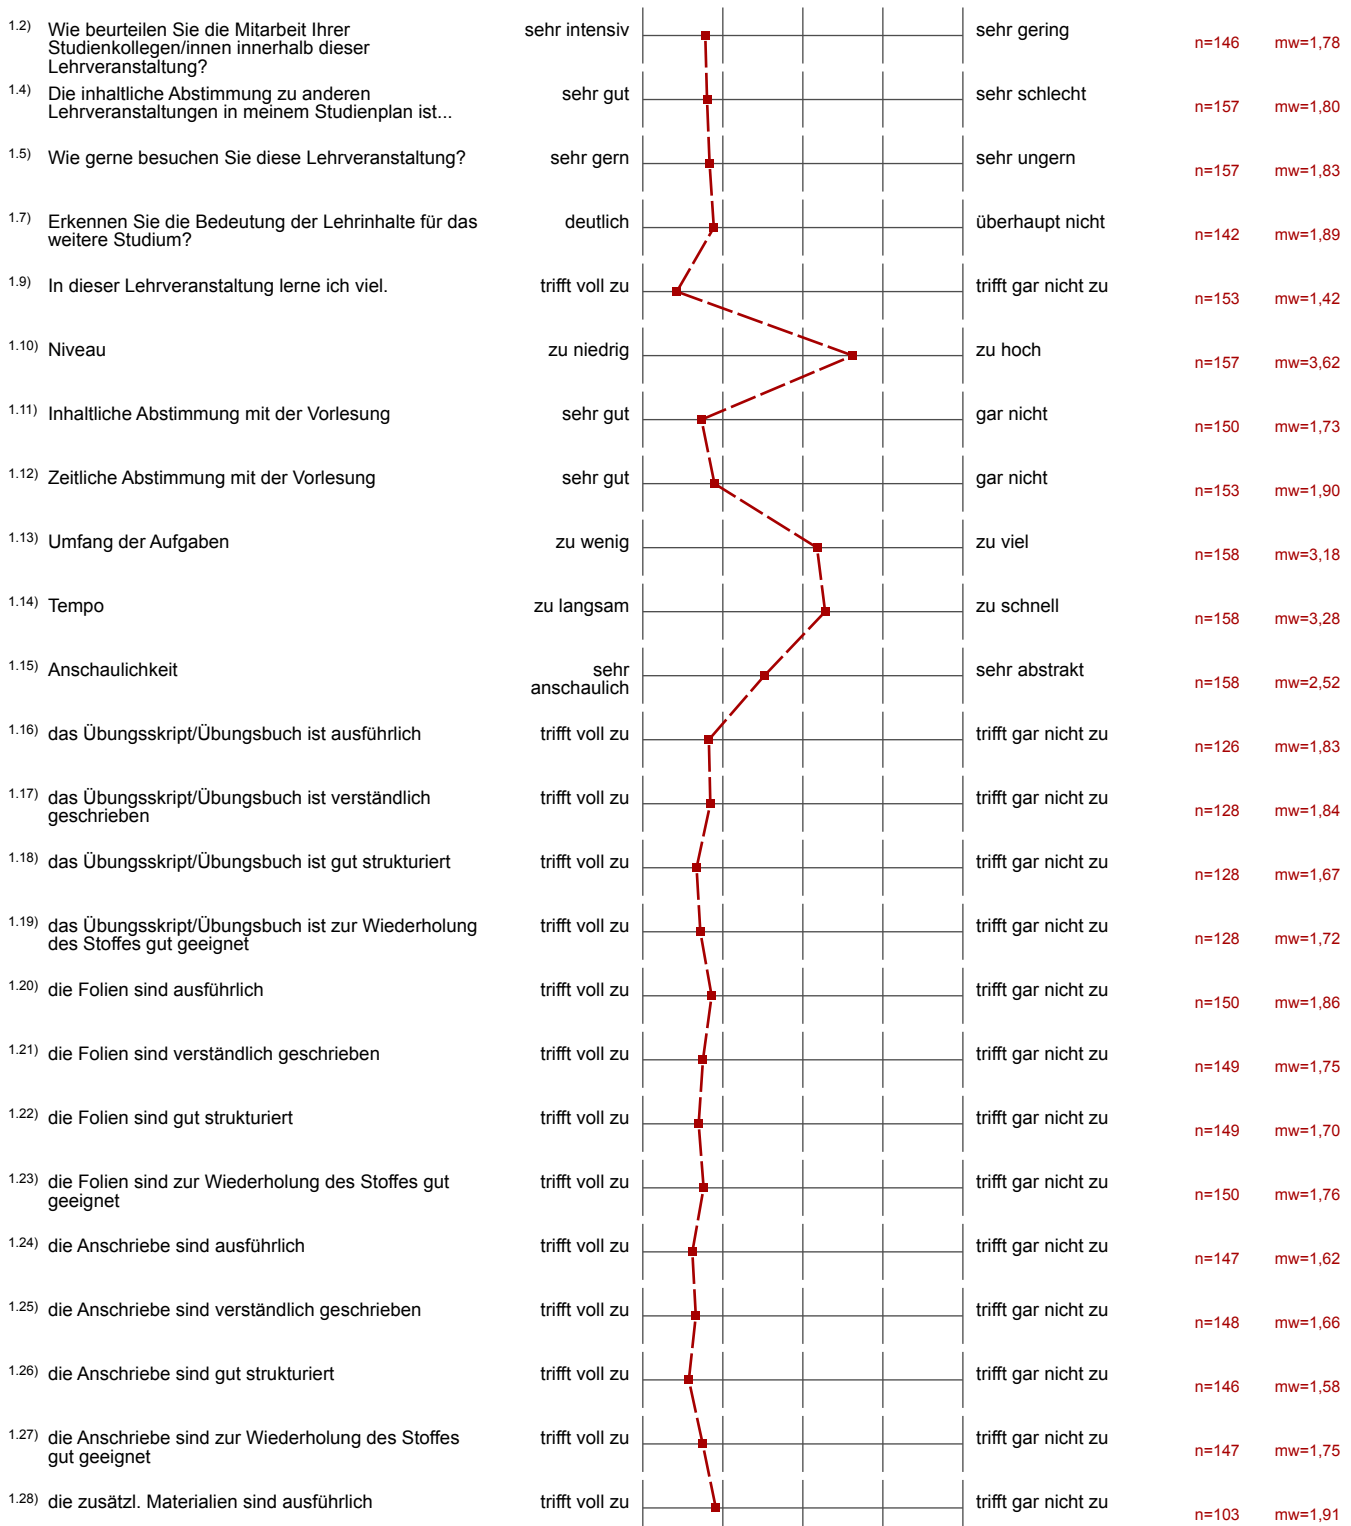 1.2) Wie beurteilen Sie die Mitarbeit Ihrer
Studienkollegen/innen innerhalb dieser
Lehrveranstaltung?
sehr intensiv
sehr gering
n=146 mw=1,78
1.4) Die inhaltliche Abstimmung zu anderen
Lehrveranstaltungen in meinem Studienplan ist...
sehr gut
sehr schlecht
n=157 mw=1,80
1.5) Wie gerne besuchen Sie diese Lehrveranstaltung?
sehr gern
sehr ungern
n=157 mw=1,83
1.7) Erkennen Sie die Bedeutung der Lehrinhalte für das
weitere Studium?
deutlich
überhaupt nicht
n=142 mw=1,89
1.9) In dieser Lehrveranstaltung lerne ich viel.
trifft voll zu
trifft gar nicht zu
n=153 mw=1,42
1.10) Niveau
zu niedrig
zu hoch
n=157 mw=3,62
1.11) Inhaltliche Abstimmung mit der Vorlesung
sehr gut
gar nicht
n=150 mw=1,73
1.12) Zeitliche Abstimmung mit der Vorlesung
sehr gut
gar nicht
n=153 mw=1,90
1.13) Umfang der Aufgaben
zu wenig
zu viel
n=158 mw=3,18
1.14) Tempo
zu langsam
zu schnell
n=158 mw=3,28
1.15) Anschaulichkeit
sehr
anschaulich
sehr abstrakt
n=158 mw=2,52
1.16) das Übungsskript/Übungsbuch ist ausführlich
trifft voll zu
trifft gar nicht zu
n=126 mw=1,83
1.17) das Übungsskript/Übungsbuch ist verständlich
geschrieben
trifft voll zu
trifft gar nicht zu
n=128 mw=1,84
1.18) das Übungsskript/Übungsbuch ist gut strukturiert
trifft voll zu
trifft gar nicht zu
n=128 mw=1,67
1.19) das Übungsskript/Übungsbuch ist zur Wiederholung
des Stoffes gut geeignet
trifft voll zu
trifft gar nicht zu
n=128 mw=1,72
1.20) die Folien sind ausführlich
trifft voll zu
trifft gar nicht zu
n=150 mw=1,86
1.21) die Folien sind verständlich geschrieben
trifft voll zu
trifft gar nicht zu
n=149 mw=1,75
1.22) die Folien sind gut strukturiert
trifft voll zu
trifft gar nicht zu
n=149 mw=1,70
1.23) die Folien sind zur Wiederholung des Stoffes gut
geeignet
trifft voll zu
trifft gar nicht zu
n=150 mw=1,76
1.24) die Anschriebe sind ausführlich
trifft voll zu
trifft gar nicht zu
n=147 mw=1,62
1.25) die Anschriebe sind verständlich geschrieben
trifft voll zu
trifft gar nicht zu
n=148 mw=1,66
1.26) die Anschriebe sind gut strukturiert
trifft voll zu
trifft gar nicht zu
n=146 mw=1,58
1.27) die Anschriebe sind zur Wiederholung des Stoffes
gut geeignet
trifft voll zu
trifft gar nicht zu
n=147 mw=1,75
1.28) die zusätzl. Materialien sind ausführlich
trifft voll zu
trifft gar nicht zu
n=103 mw=1,91